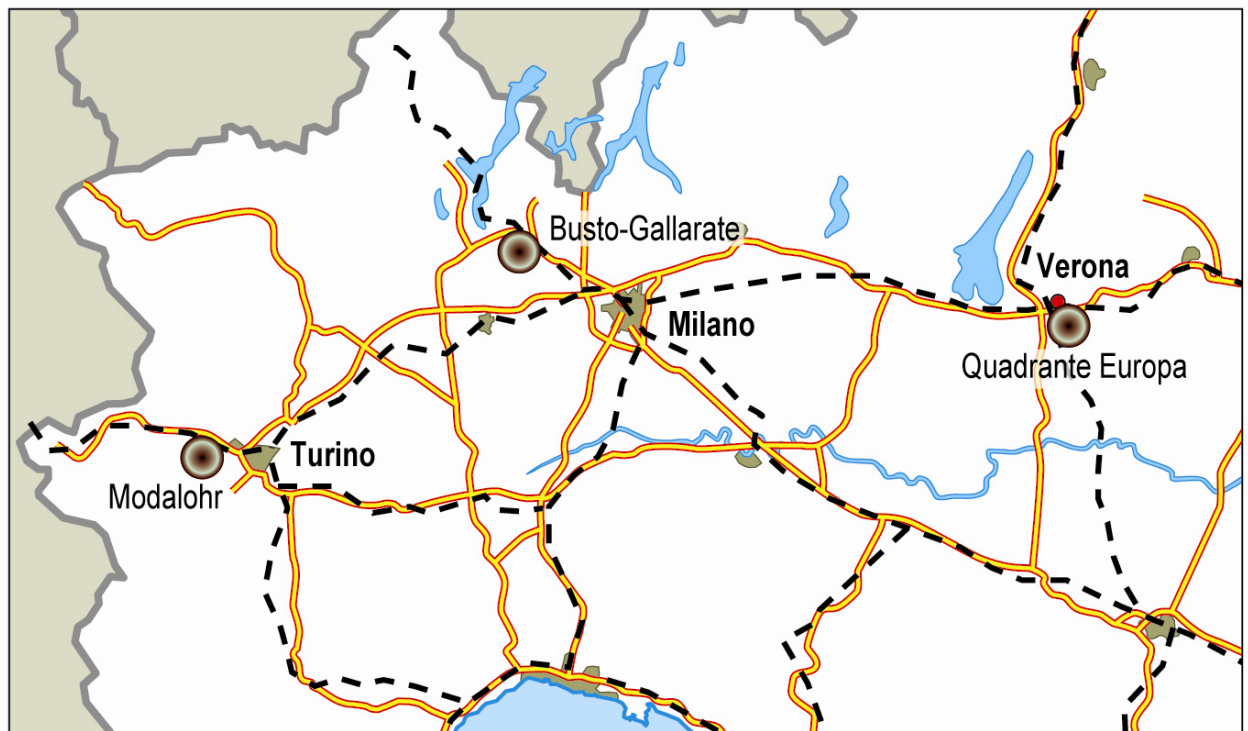 Busto-Gallarate
Verona
Milano
Quadrante Europa
Turino
Modalohr